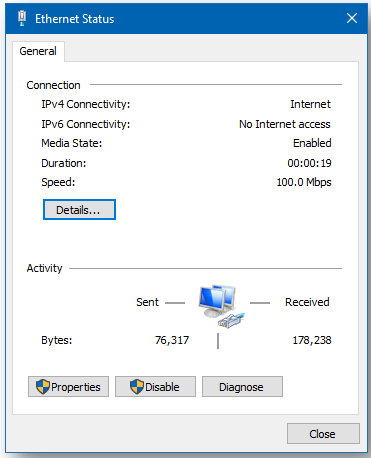 Ethernet Status
General
Connection
IPv4 Connectivity: Internet
IPv6 Connectivity: No Internet access
Media State: Enabled
Duration: 00:00:19
Speed: 100.0 Mbps
Details...
Activity
Sent — Received
Bytes: 76,317 178,238
Properties Disable Diagnose
Close